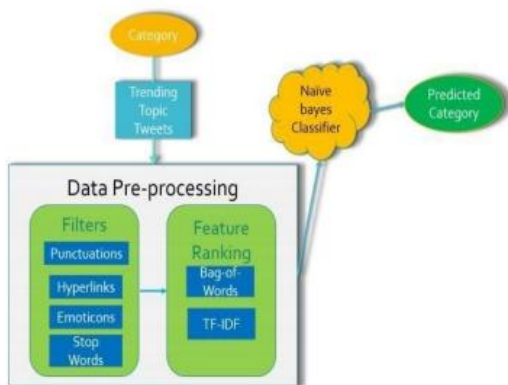 Category
Trending
Topic
Tweets
Data Pre-processing
Filters
Punctuations
Hyperlinks
Emoticons
Stop
Words
Feature
Ranking
Bag-of-
Words
TF-IDF
Naïve
bayes
Classifier
Predicted
Category